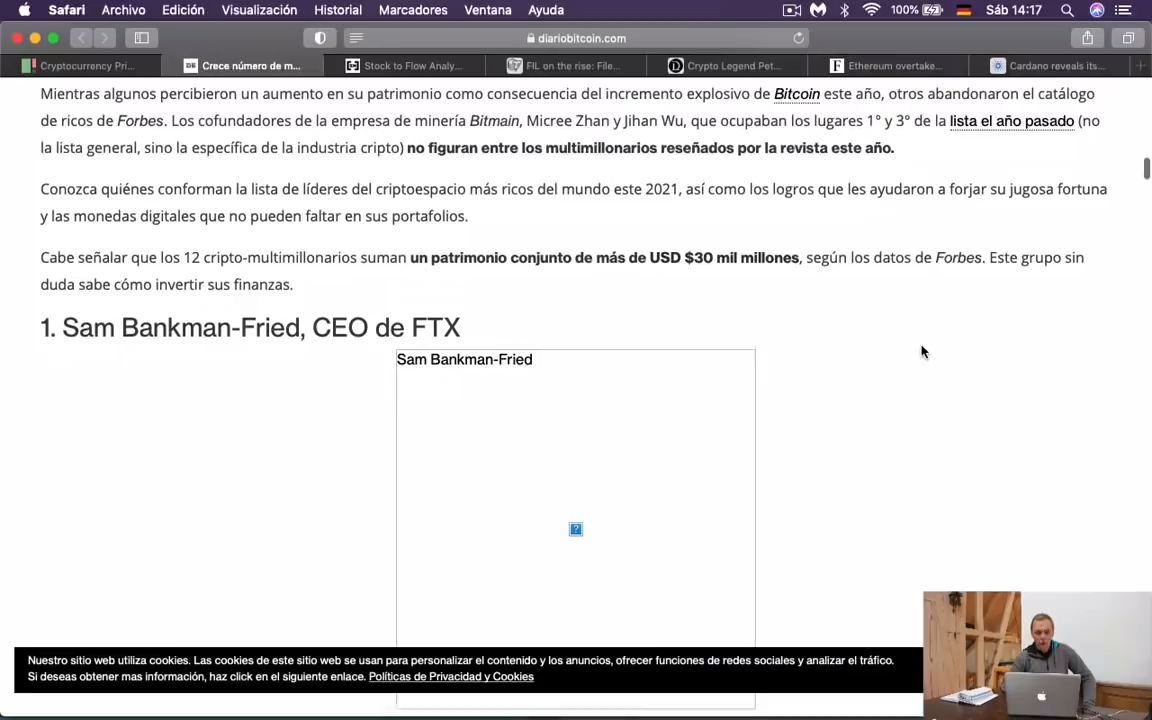 Safari Archivo Edición Visualización Historial Marcadores Ventana Ayuda 100% Sáb 14:17
diariobitcoin.com
Cryptocurrency Pri... Crece número de m... Stock to Flow Analy... FIL on the rise: File... Crypto Legend Pet... Ethereum overtake... Cardano reveals its...
Mientras algunos percibieron un aumento en su patrimonio como consecuencia del incremento explosivo de Bitcoin este año, otros abandonaron el catálogo
de ricos de Forbes. Los cofundadores de la empresa de minería Bitmain, Micree Zhan y Jihan Wu, que ocupaban los lugares 1° y 3° de la lista el año pasado (no
la lista general, sino la específica de la industria cripto) no figuran entre los multimillonarios reseñados por la revista este año.
Conozca quiénes conforman la lista de líderes del criptoespacio más ricos del mundo este 2021, así como los logros que les ayudaron a forjar su jugosa fortuna
y las monedas digitales que no pueden faltar en sus portafolios.
Cabe señalar que los 12 cripto-multimillonarios suman un patrimonio conjunto de más de USD $30 mil millones, según los datos de Forbes. Este grupo sin
duda sabe cómo invertir sus finanzas.
1. Sam Bankman-Fried, CEO de FTX
Sam Bankman-Fried
Nuestro sitio web utiliza cookies. Las cookies de este sitio web se usan para personalizar el contenido y los anuncios, ofrecer funciones de redes sociales y analizar el tráfico.
Si deseas obtener mas información, haz click en el siguiente enlace. Políticas de Privacidad y Cookies